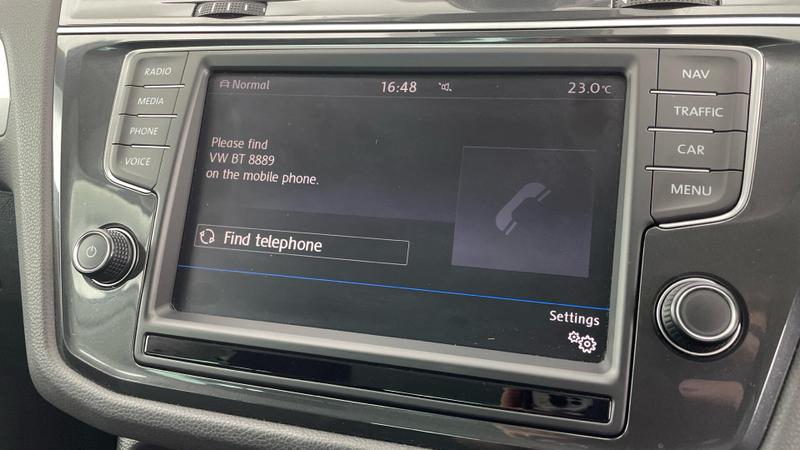 RADIO
MEDIA
PHONE
VOICE
Normal 16:48 23.0°C
Please find
VW BT 8889
on the mobile phone.
Find telephone
Settings
NAV
TRAFFIC
CAR
MENU